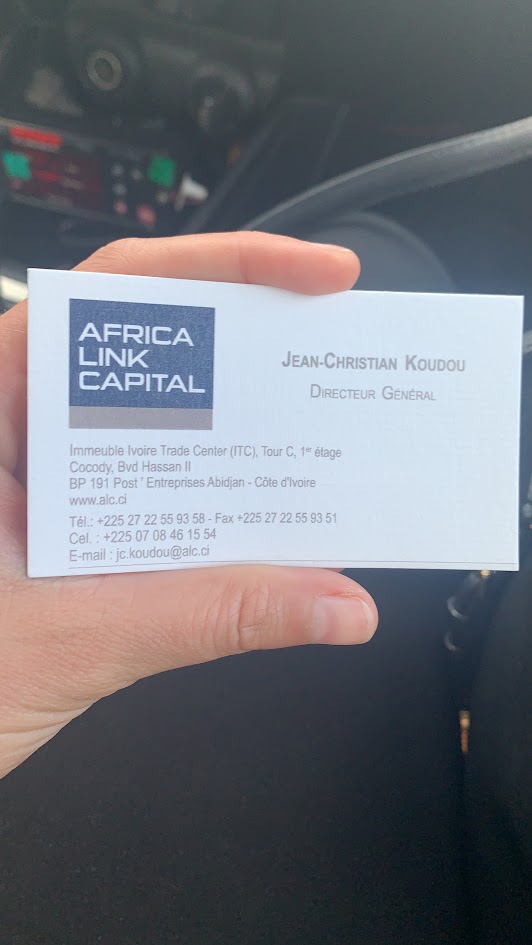 AFRICA
LINK
CAPITAL
JEAN-CHRISTIAN KOUDOU
DIRECTEUR GÉNÉRAL
Immeuble Ivoire Trade Center (ITC), Tour C, 1er étage
Cocody, Bvd Hassan II
BP 191 Post ' Entreprises Abidjan - Côte d'Ivoire
www.alc.ci
Tél.: +225 27 22 55 93 58 - Fax +225 27 22 55 93 51
Cel. : +225 07 08 46 15 54
E-mail : jc.koudou@alc.ci